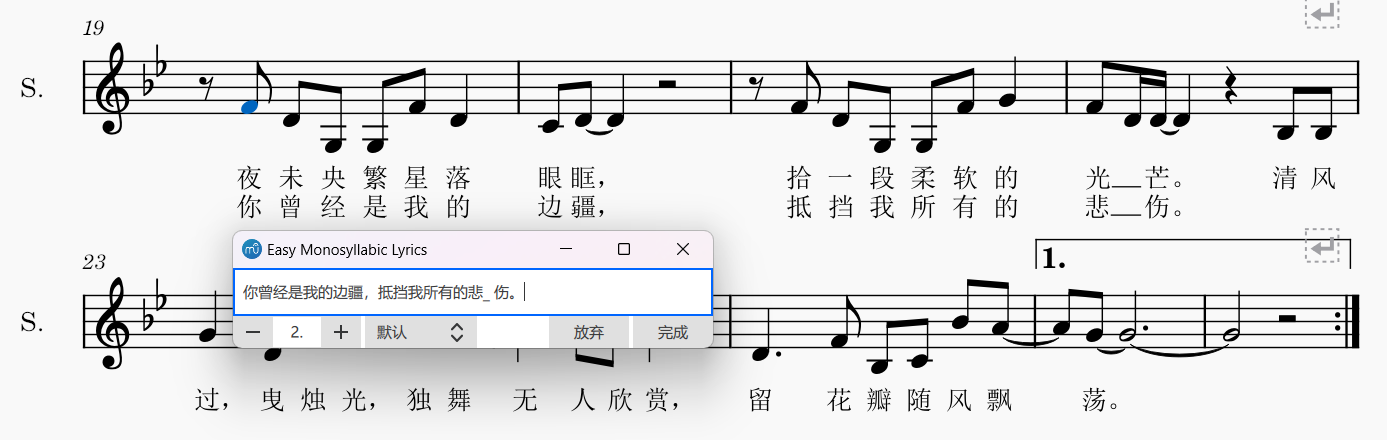 19
S.
夜未央繁星落眼眶， 拾一段柔软的光__芒。 清风
你曾经是我的边疆， 抵挡我所有的悲__伤。
Easy Monosyllabic Lyrics
你曾经是我的边疆，抵挡我所有的悲_ 伤。
2. 默认 放弃 完成
23
1.
S.
过， 曳烛光， 独舞无人欣赏， 留花瓣随风飘荡。